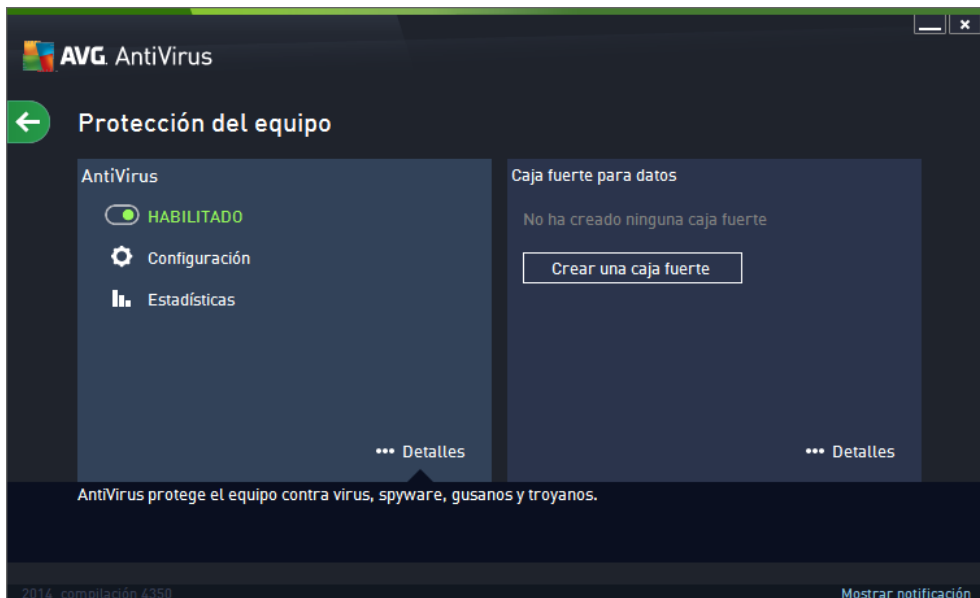 AVG. AntiVirus
Protección del equipo
AntiVirus
HABILITADO
Configuración
Estadísticas
Detalles
Caja fuerte para datos
No ha creado ninguna caja fuerte
Crear una caja fuerte
Detalles
AntiVirus protege el equipo contra virus, spyware, gusanos y troyanos.
2014 compilación 4350
Mostrar notificación